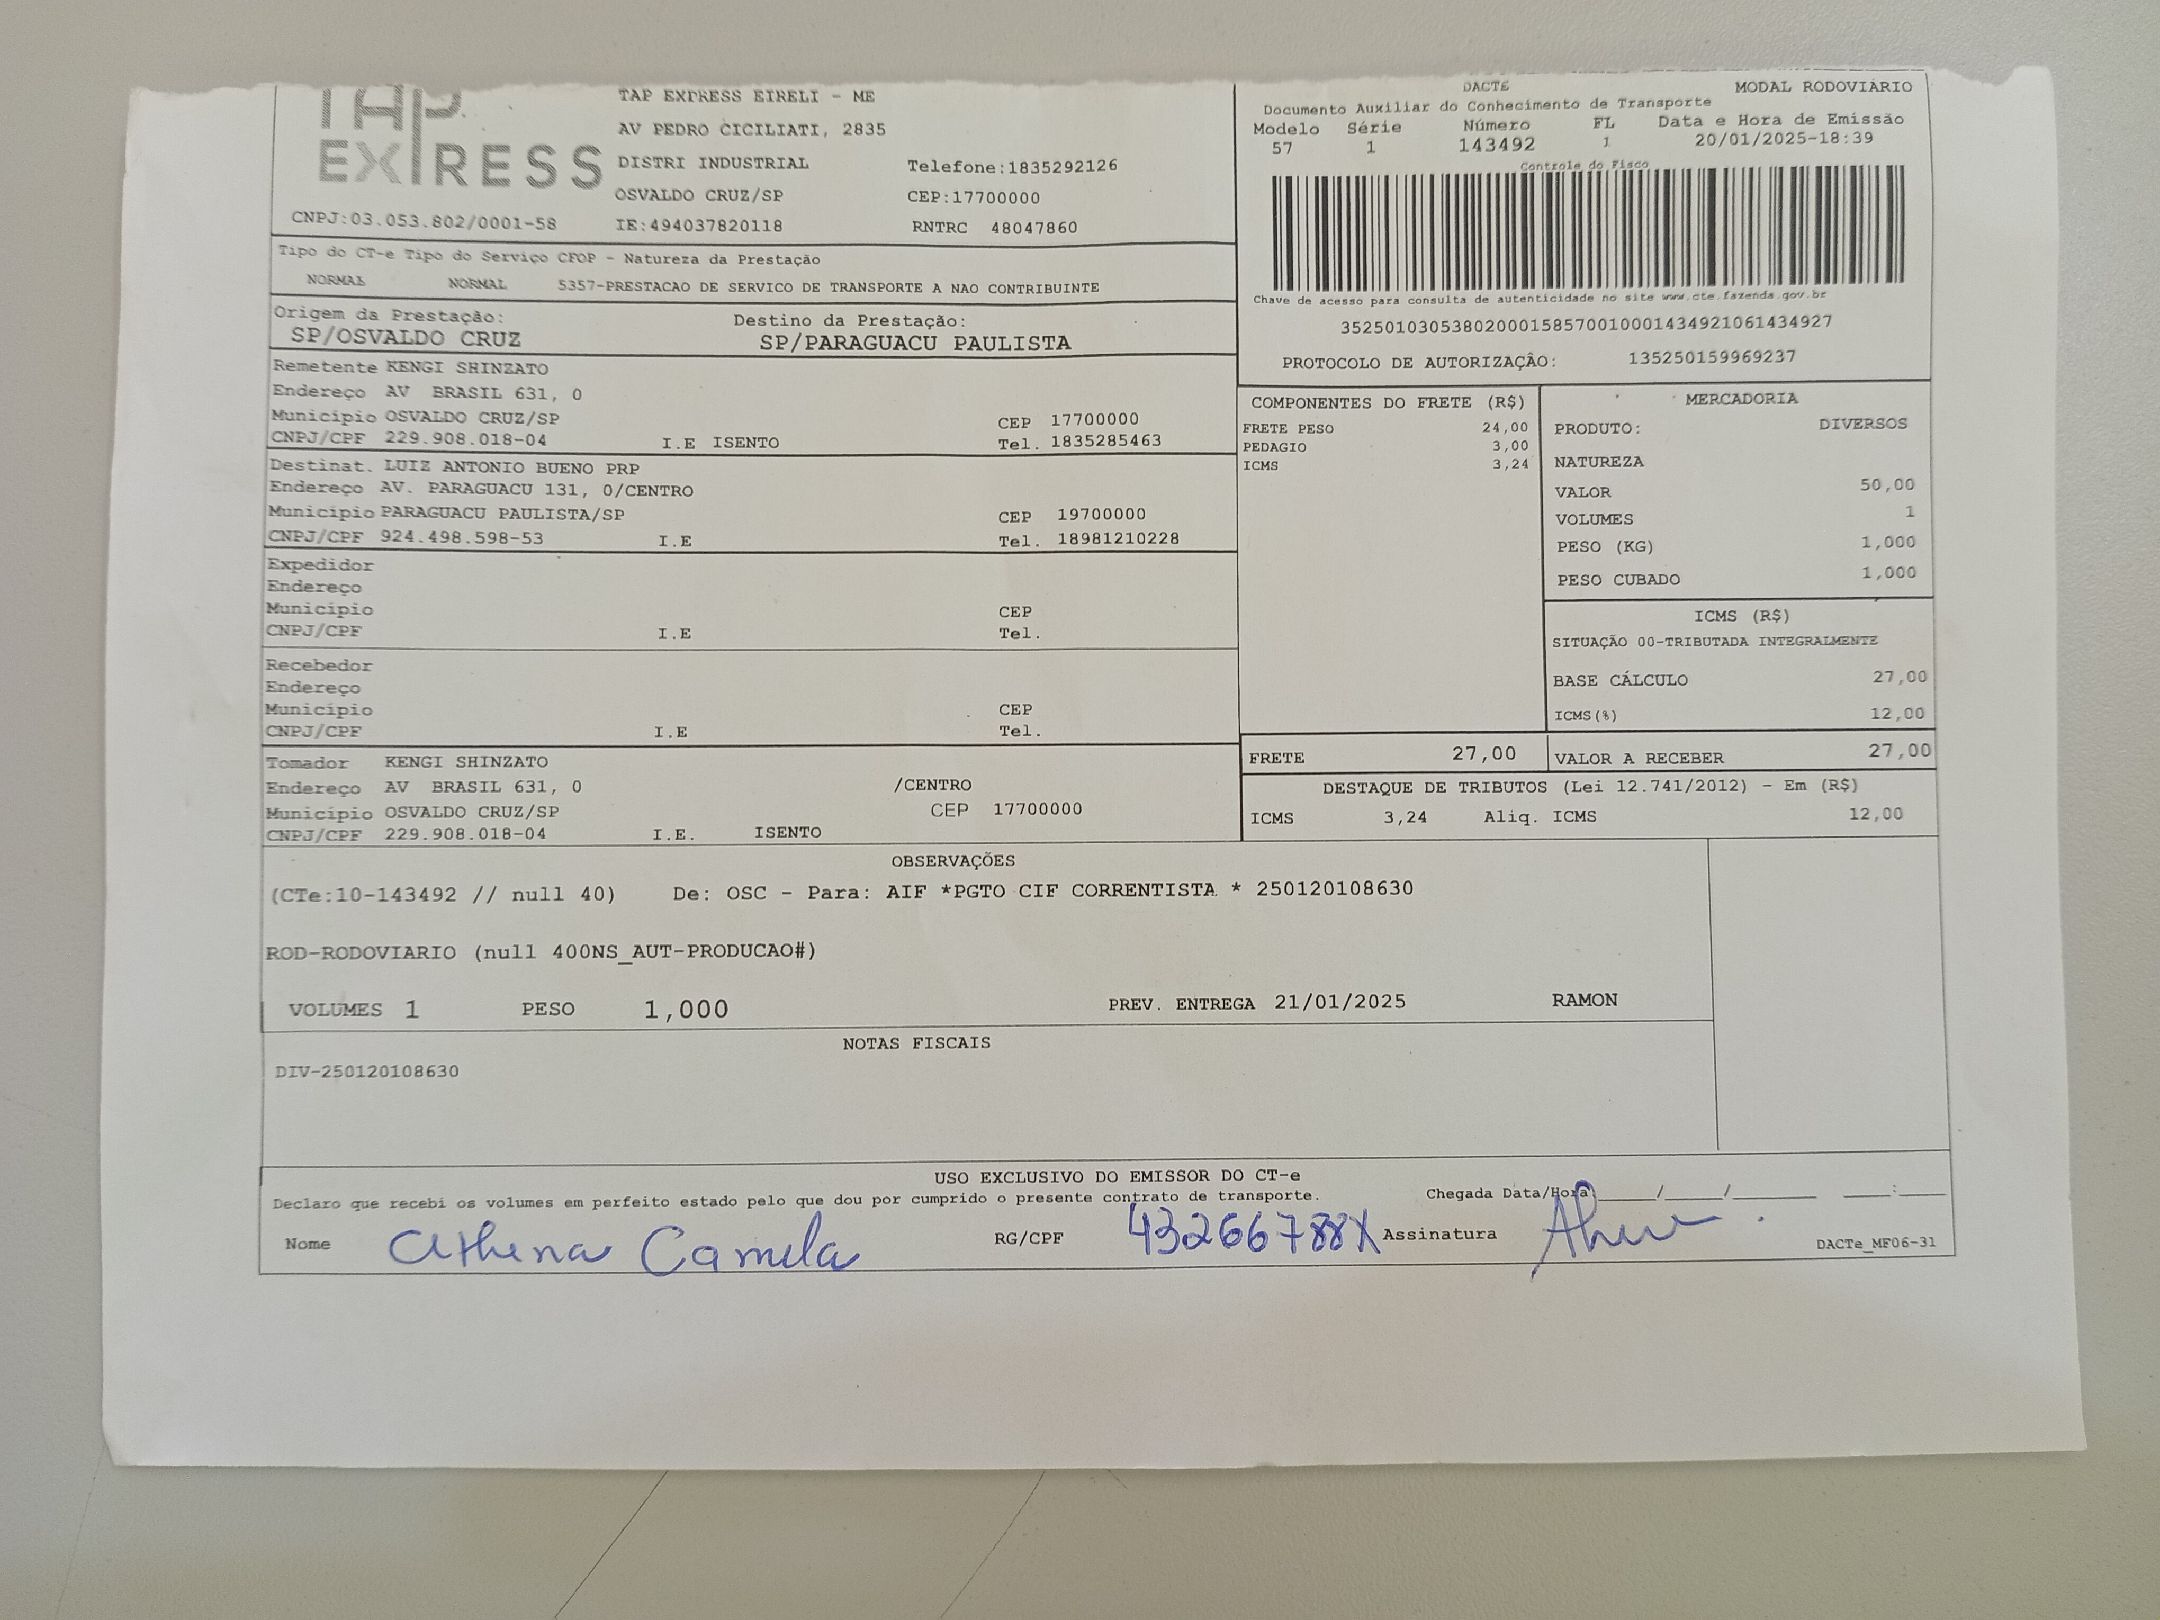 TAP EXPRESS
TAP EXPRESS EIRELI - ME
AV PEDRO CICILIATI, 2835
DISTRI INDUSTRIAL Telefone:1835292126
OSVALDO CRUZ/SP CEP:17700000
CNPJ:03.053.802/0001-58 IE:494037820118 RNTRC 48047860
DACTE MODAL RODOVIÁRIO
Documento Auxiliar do Conhecimento de Transporte
Modelo Série Número FL Data e Hora de Emissão
57 1 143492 1 20/01/2025-18:39
Controle do Fisco
Chave de acesso para consulta de autenticidade no site www.cte.fazenda.gov.br
35250103053802000158570010001434921061434927
PROTOCOLO DE AUTORIZAÇÃO: 135250159969237
Tipo do CT-e Tipo do Serviço CFOP - Natureza da Prestação
NORMAL NORMAL 5357-PRESTACAO DE SERVICO DE TRANSPORTE A NAO CONTRIBUINTE
Origem da Prestação: Destino da Prestação:
SP/OSVALDO CRUZ SP/PARAGUACU PAULISTA
Remetente KENGI SHINZATO
Endereço AV BRASIL 631, 0
Município OSVALDO CRUZ/SP CEP 17700000
CNPJ/CPF 229.908.018-04 I.E ISENTO Tel. 1835285463
Destinat. LUIZ ANTONIO BUENO PRP
Endereço AV. PARAGUACU 131, 0/CENTRO
Município PARAGUACU PAULISTA/SP CEP 19700000
CNPJ/CPF 924.498.598-53 I.E Tel. 18981210228
Expedidor
Endereço
Município CEP
CNPJ/CPF I.E Tel.
Recebedor
Endereço
Município CEP
CNPJ/CPF I.E Tel.
Tomador KENGI SHINZATO
Endereço AV BRASIL 631, 0 /CENTRO
Município OSVALDO CRUZ/SP CEP 17700000
CNPJ/CPF 229.908.018-04 I.E. ISENTO
COMPONENTES DO FRETE (R$)
FRETE PESO 24,00
PEDAGIO 3,00
ICMS 3,24
MERCADORIA
PRODUTO: DIVERSOS
NATUREZA
VALOR 50,00
VOLUMES 1
PESO (KG) 1,000
PESO CUBADO 1,000
ICMS (R$)
SITUAÇÃO 00-TRIBUTADA INTEGRALMENTE
BASE CÁLCULO 27,00
ICMS(%) 12,00
FRETE 27,00 VALOR A RECEBER 27,00
DESTAQUE DE TRIBUTOS (Lei 12.741/2012) - Em (R$)
ICMS 3,24 Aliq. ICMS 12,00
OBSERVAÇÕES
(CTe:10-143492 // null 40) De: OSC - Para: AIF *PGTO CIF CORRENTISTA * 250120108630
ROD-RODOVIARIO (null 400NS_AUT-PRODUCAO#)
VOLUMES 1 PESO 1,000 PREV. ENTREGA 21/01/2025 RAMON
NOTAS FISCAIS
DIV-250120108630
USO EXCLUSIVO DO EMISSOR DO CT-e
Declaro que recebi os volumes em perfeito estado pelo que dou por cumprido o presente contrato de transporte. Chegada Data/Hora: ____/____/______ ___:___
Nome Athena Camila RG/CPF 43266788X Assinatura
DACTe_MF06-31